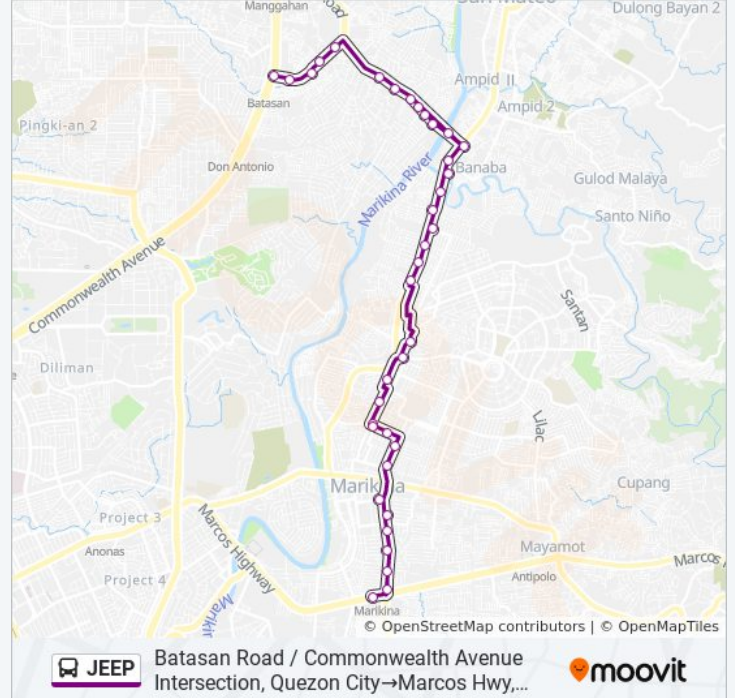 Manggahan
Road
San Mateo
Dulong Bayan 2
Ampid II
Batasan
Ampid 2
Pingki-an 2
Don Antonio
Banaba
Gulod Malaya
Marikina River
Santo Niño
Commonwealth Avenue
Santan
Diliman
Lilac
Marikina
Cupang
Project 3
Marcos Highway
Anonas
Mayamot
Marcos
Antipolo
Project 4
Marikina
© OpenStreetMap contributors | © OpenMapTiles
JEEP
Batasan Road / Commonwealth Avenue
Intersection, Quezon City→Marcos Hwy,...
moovit